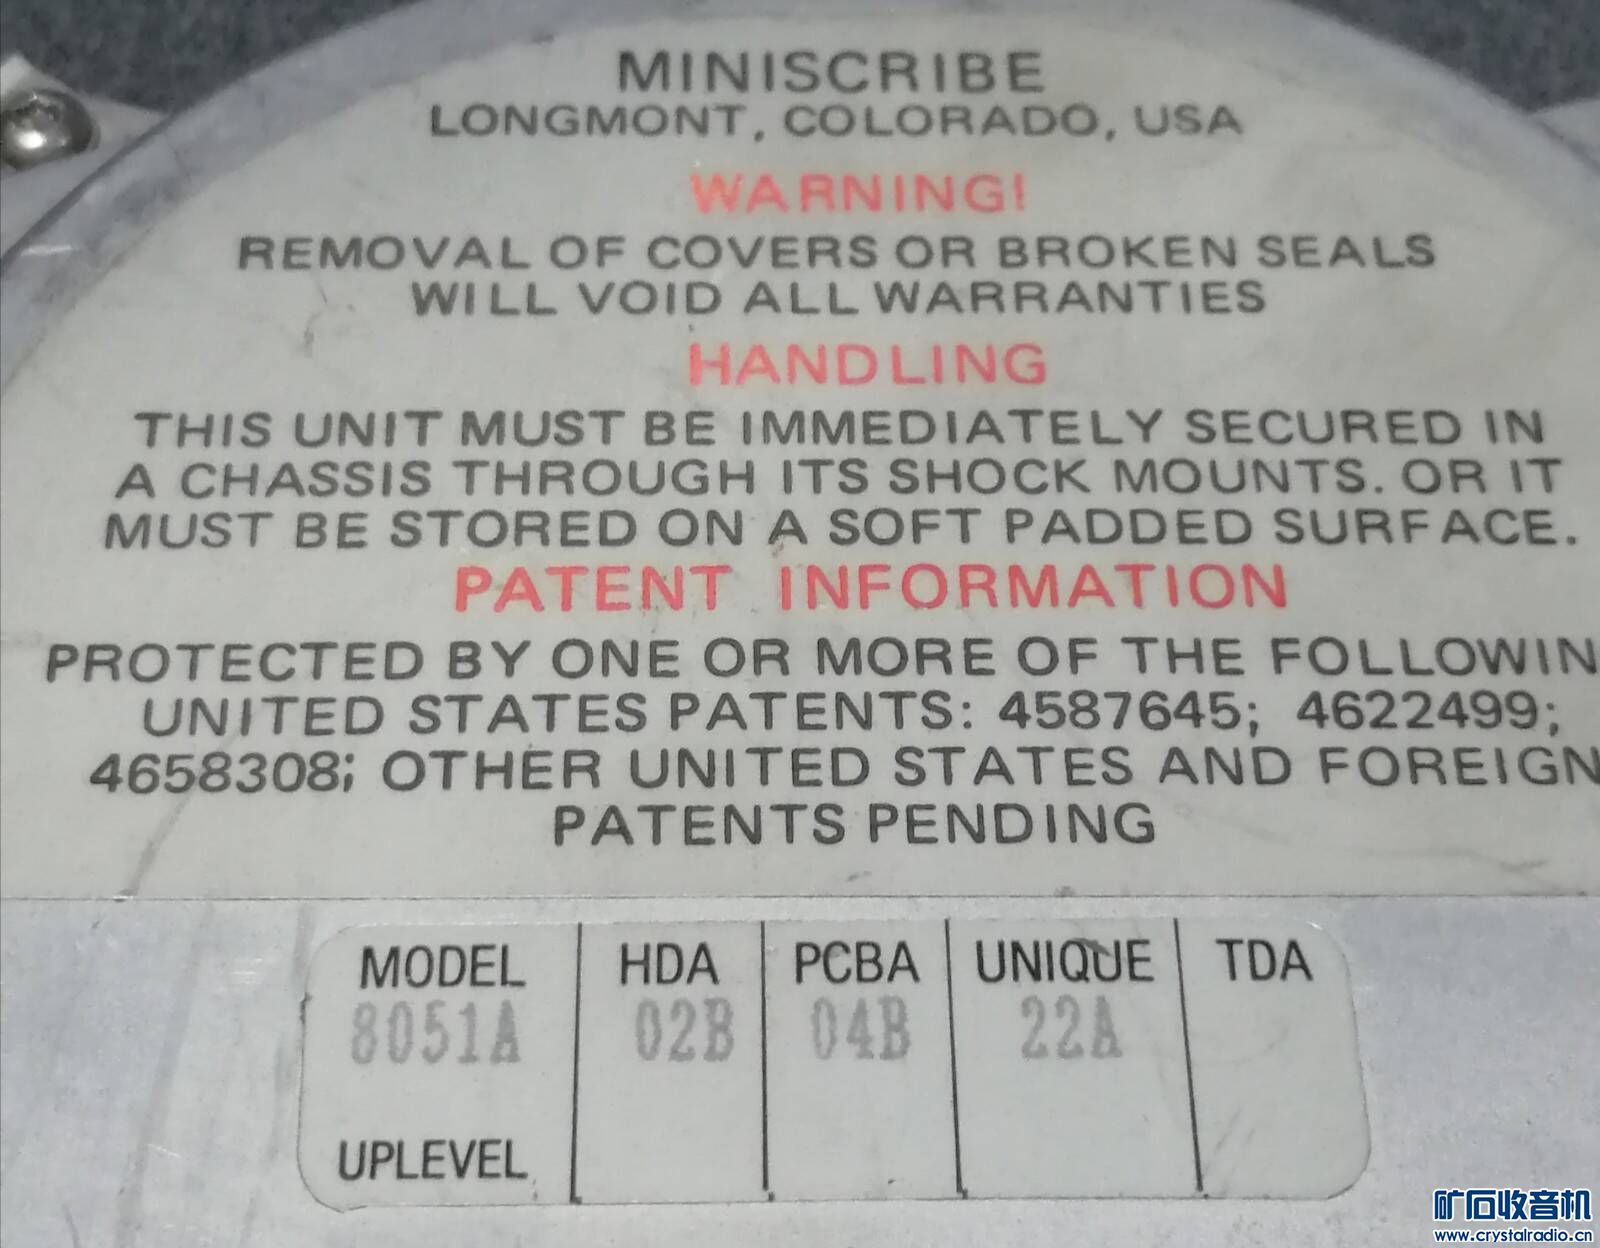 MINISCRIBE
LONGMONT, COLORADO, USA
WARNING!
REMOVAL OF COVERS OR BROKEN SEALS
WILL VOID ALL WARRANTIES
HANDLING
THIS UNIT MUST BE IMMEDIATELY SECURED IN
A CHASSIS THROUGH ITS SHOCK MOUNTS. OR IT
MUST BE STORED ON A SOFT PADDED SURFACE.
PATENT INFORMATION
PROTECTED BY ONE OR MORE OF THE FOLLOWIN
UNITED STATES PATENTS: 4587645; 4622499;
4658308; OTHER UNITED STATES AND FOREIGN
PATENTS PENDING
MODEL HDA PCBA UNIQUE TDA
8051A 02B 04B 22A
UPLEVEL
矿石收音机
www.crystalradio.cn